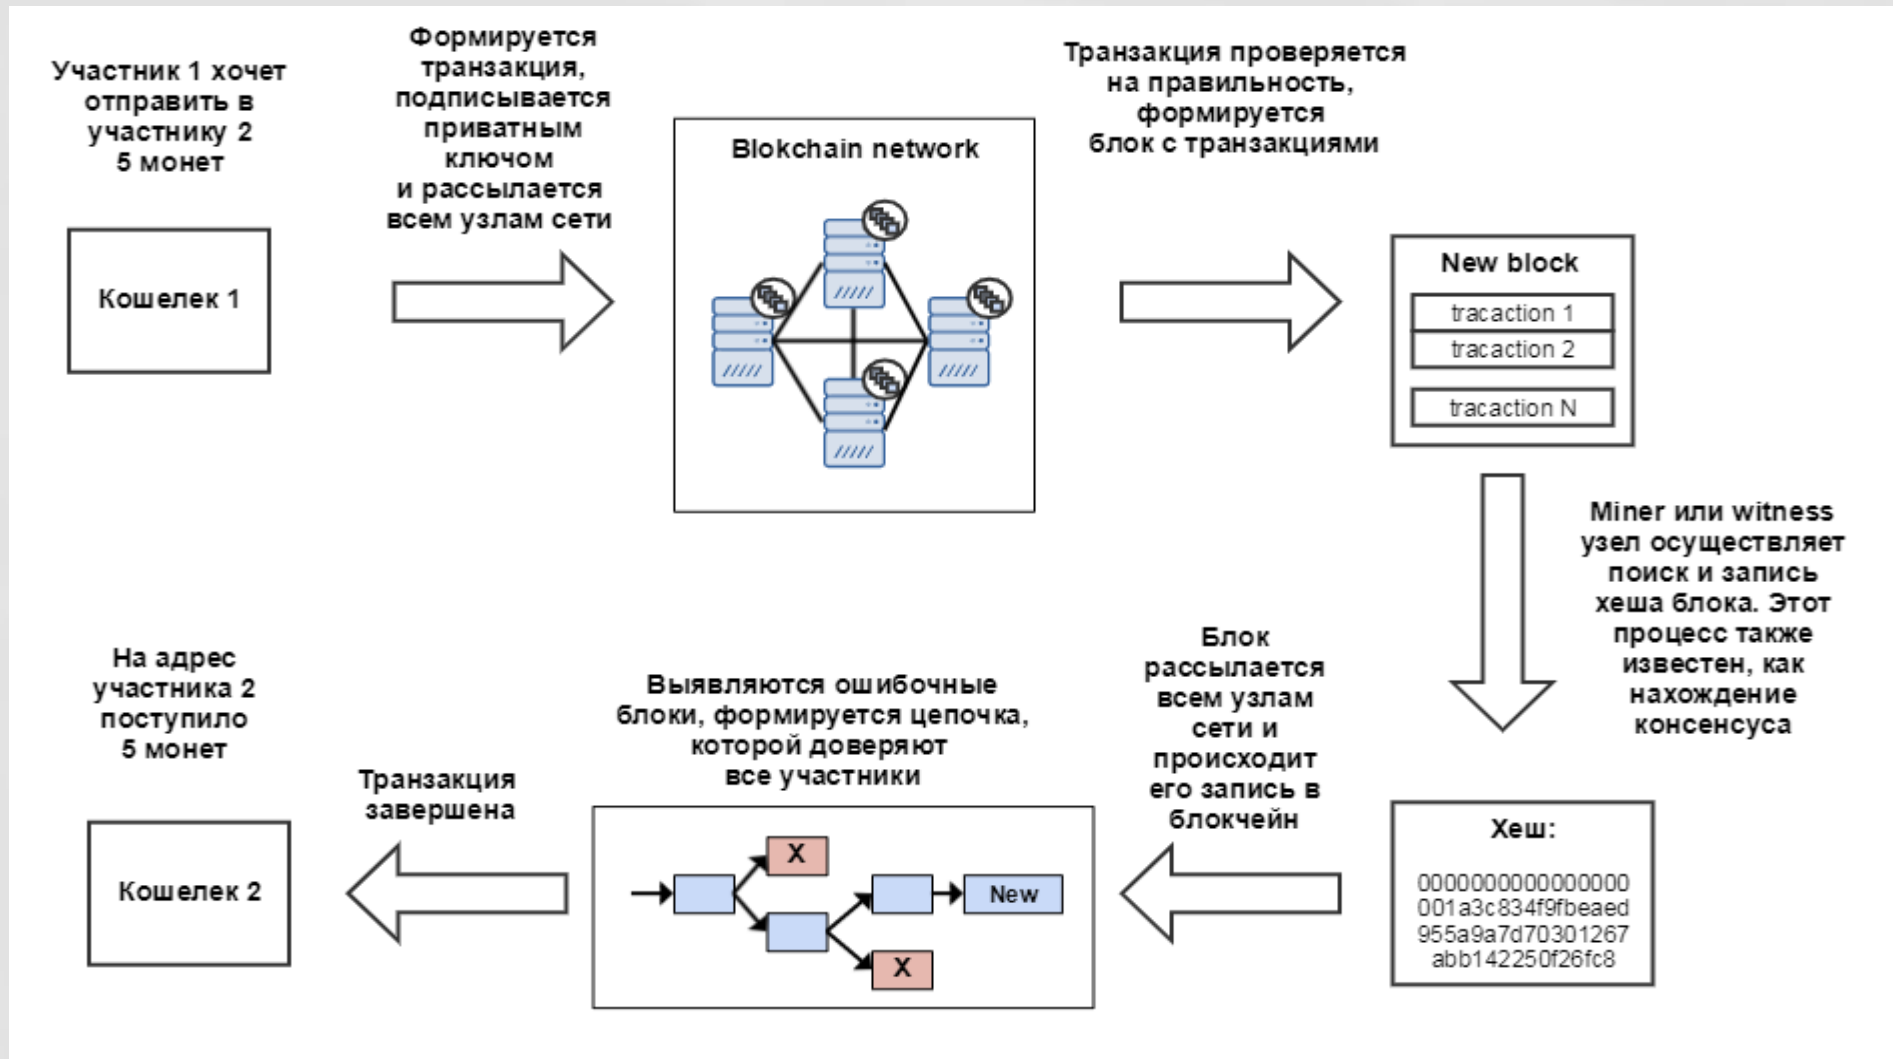 Участник 1 хочет
отправить в
участнику 2
5 монет
Кошелек 1
Формируется
транзакция,
подписывается
приватным
ключом
и рассылается
всем узлам сети
Blokchain network
Транзакция проверяется
на правильность,
формируется
блок с транзакциями
New block
tracaction 1
tracaction 2
tracaction N
Miner или witness
узел осуществляет
поиск и запись
хеша блока. Этот
процесс также
известен, как
нахождение
консенсуса
Хеш:
0000000000000000
001a3c834f9fbeaed
955a9a7d70301267
abb142250f26fc8
Блок
рассылается
всем узлам
сети и
происходит
его запись в
блокчейн
Выявляются ошибочные
блоки, формируется цепочка,
которой доверяют
все участники
X
New
X
Транзакция
завершена
На адрес
участника 2
поступило
5 монет
Кошелек 2